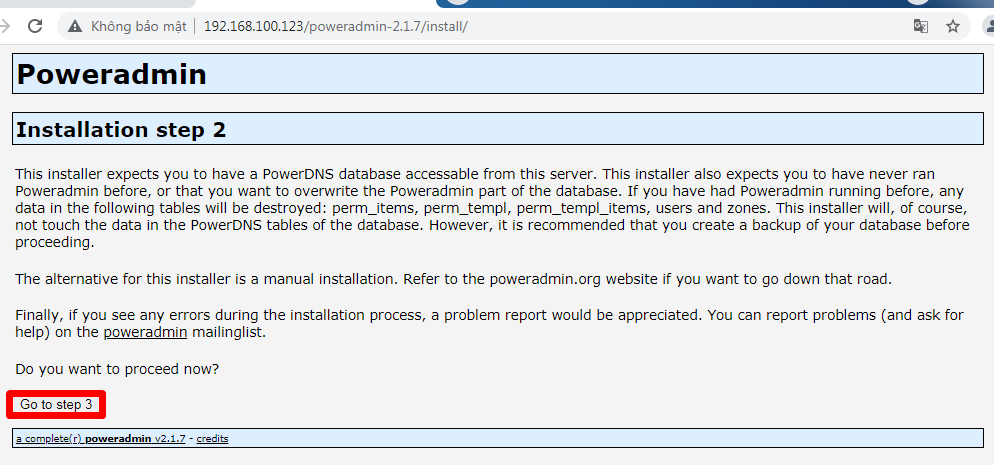 Không bảo mật
192.168.100.123/poweradmin-2.1.7/install/
Poweradmin
Installation step 2
This installer expects you to have a PowerDNS database accessable from this server. This installer also expects you to have never ran
Poweradmin before, or that you want to overwrite the Poweradmin part of the database. If you have had Poweradmin running before, any
data in the following tables will be destroyed: perm_items, perm_templ, perm_templ_items, users and zones. This installer will, of course,
not touch the data in the PowerDNS tables of the database. However, it is recommended that you create a backup of your database before
proceeding.
The alternative for this installer is a manual installation. Refer to the poweradmin.org website if you want to go down that road.
Finally, if you see any errors during the installation process, a problem report would be appreciated. You can report problems (and ask for
help) on the poweradmin mailinglist.
Do you want to proceed now?
Go to step 3
a complete(r) poweradmin v2.1.7 - credits